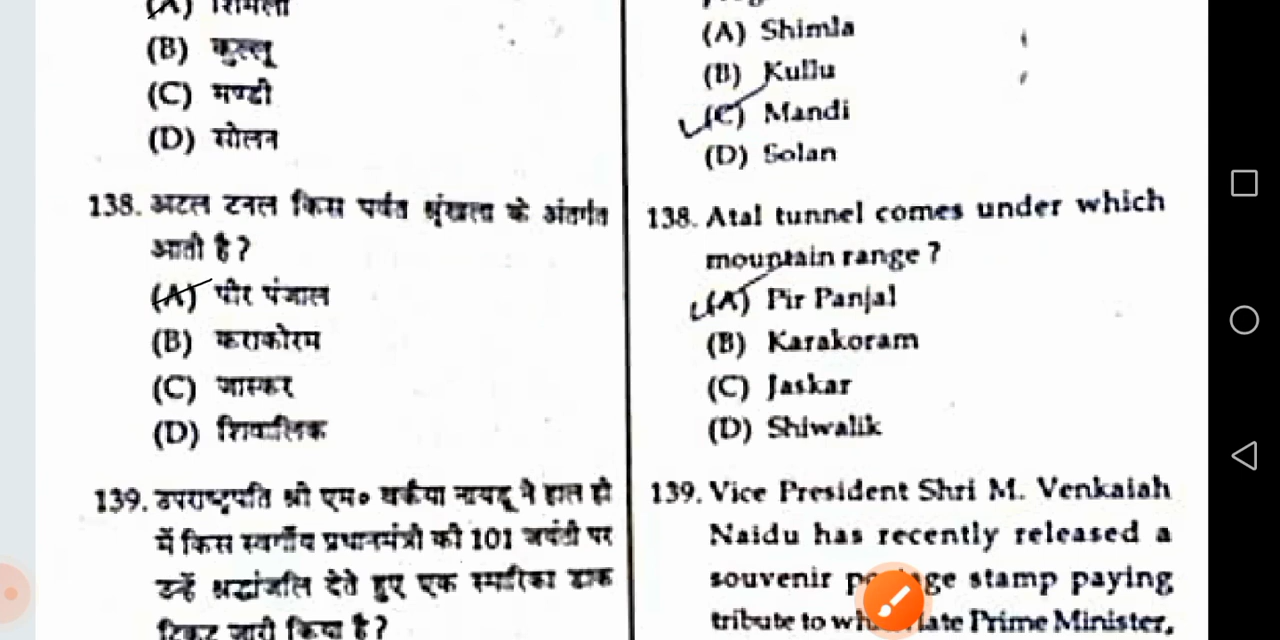 (A) शिमला
(B) कुल्लू
(C) मण्डी
(D) सोलन
138. अटल टनल किस पर्वत श्रृंखला के अंतर्गत
आती है ?
(A) पीर पंजाल
(B) कराकोरम
(C) जास्कर
(D) शिवालिक
139. उपराष्ट्रपति श्री एम० वकैया नायडू ने हाल ही
में किस स्वर्गीय प्रधानमंत्री की 101 जयंती पर
उन्हें श्रद्धांजलि देते हुए एक स्मारिका डाक
टिकट जारी किया है ?
(A) Shimla
(B) Kullu
(C) Mandi
(D) Solan
138. Atal tunnel comes under which
mountain range ?
(A) Pir Panjal
(B) Karakoram
(C) Jaskar
(D) Shiwalik
139. Vice President Shri M. Venkaiah
Naidu has recently released a
souvenir stamp paying
tribute to late Prime Minister,